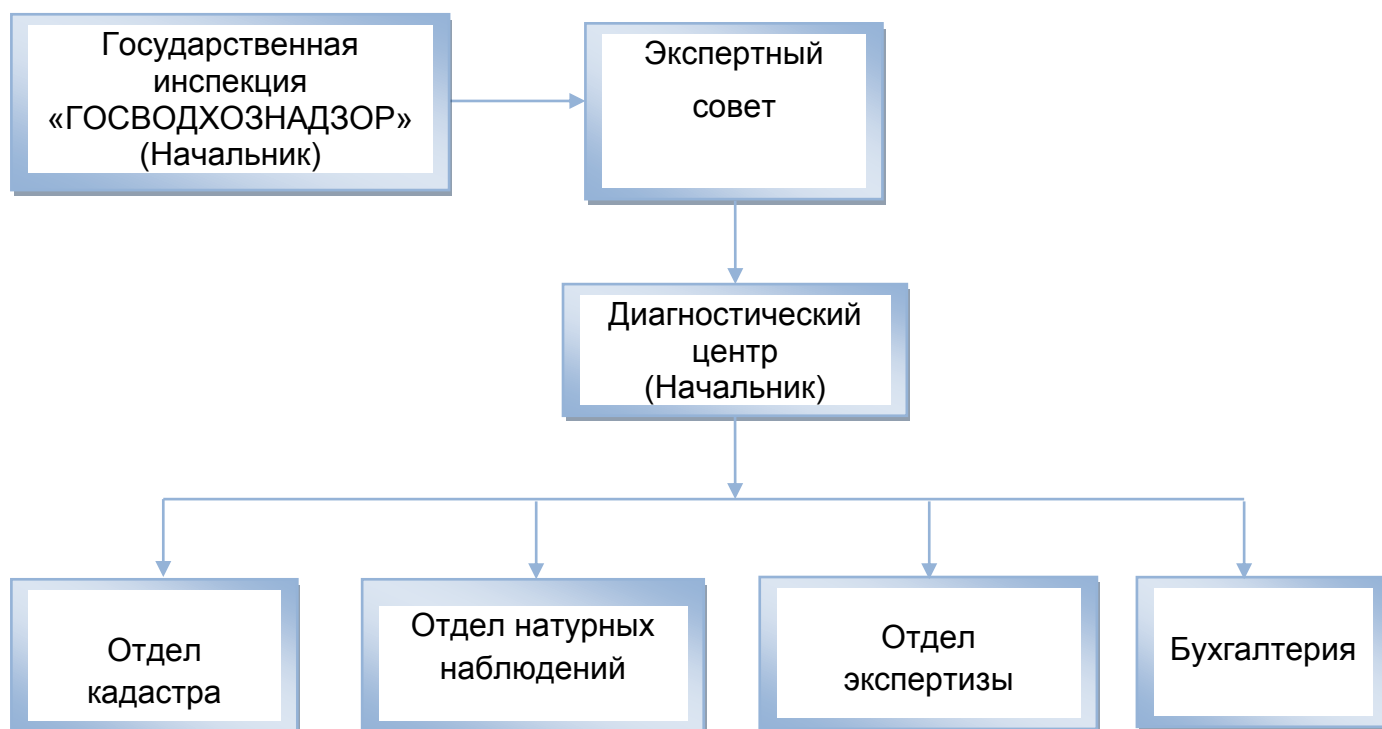 Государственная
инспекция
«ГОСВОДХОЗНАДЗОР»
(Начальник)
Экспертный
совет
Диагностический
центр
(Начальник)
Отдел
кадастра
Отдел натурных
наблюдений
Отдел
экспертизы
Бухгалтерия